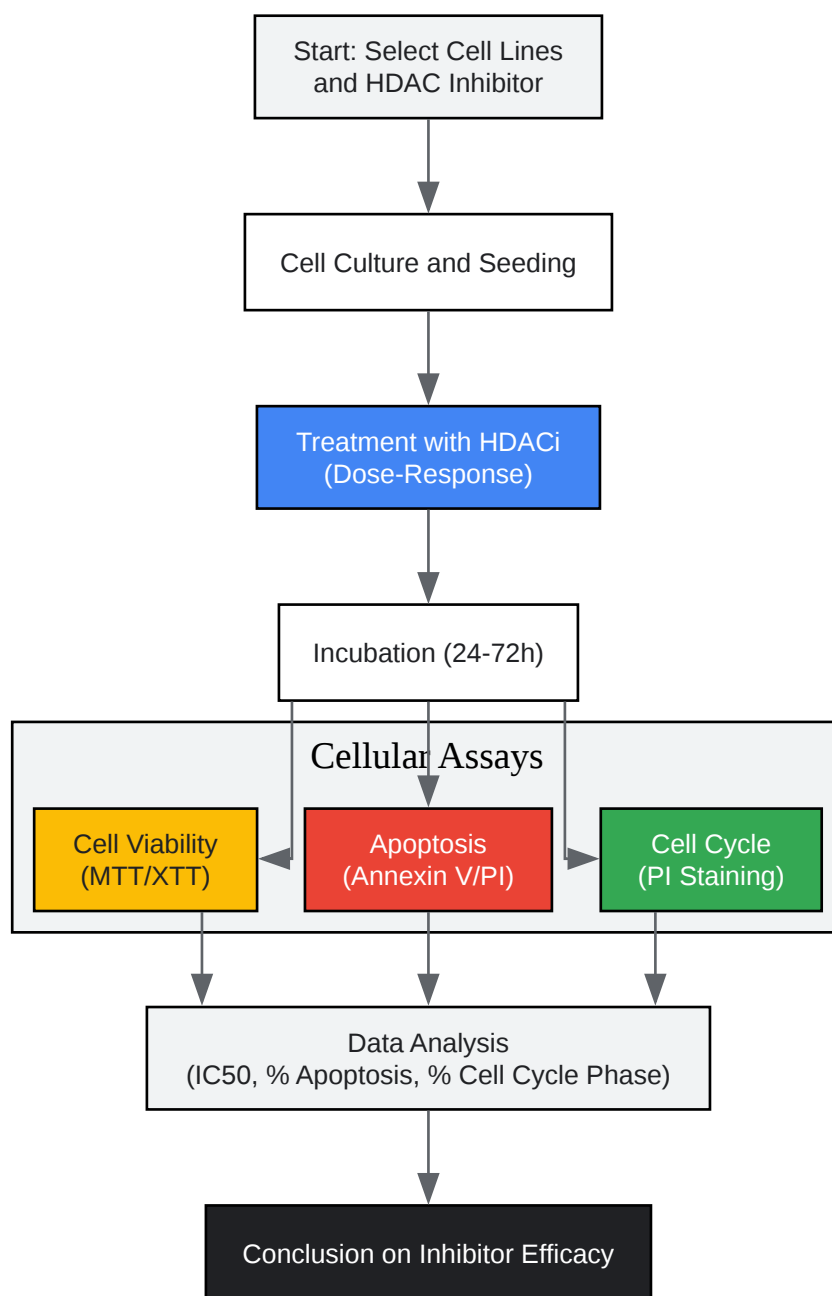 Start: Select Cell Lines
and HDAC Inhibitor
Cell Culture and Seeding
Treatment with HDACi
(Dose-Response)
Incubation (24-72h)
Cellular Assays
Cell Viability
(MTT/XTT)
Apoptosis
(Annexin V/PI)
Cell Cycle
(PI Staining)
Data Analysis
(IC50, % Apoptosis, % Cell Cycle Phase)
Conclusion on Inhibitor Efficacy